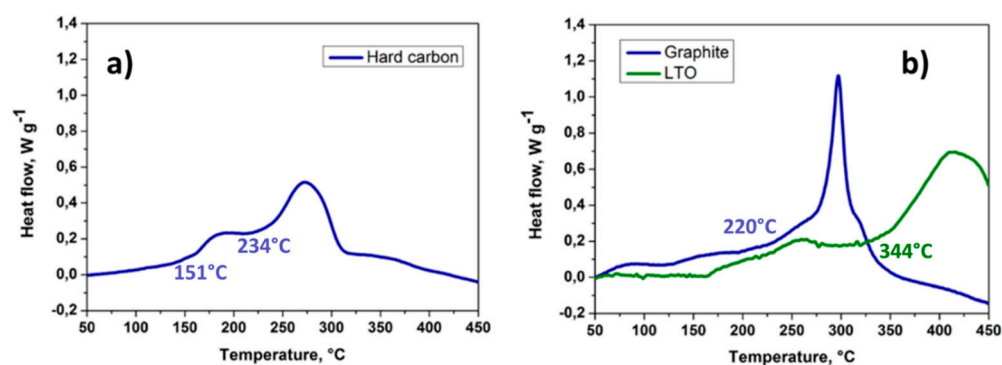 a)
Hard carbon
1,4
1,2
1,0
0,8
0,6
0,4
0,2
0,0
-0,2
Heat flow, W g⁻¹
151°C
234°C
50 100 150 200 250 300 350 400 450
Temperature, °C
b)
Graphite
LTO
1,4
1,2
1,0
0,8
0,6
0,4
0,2
0,0
-0,2
Heat flow, W g⁻¹
220°C
344°C
50 100 150 200 250 300 350 400 450
Temperature, °C